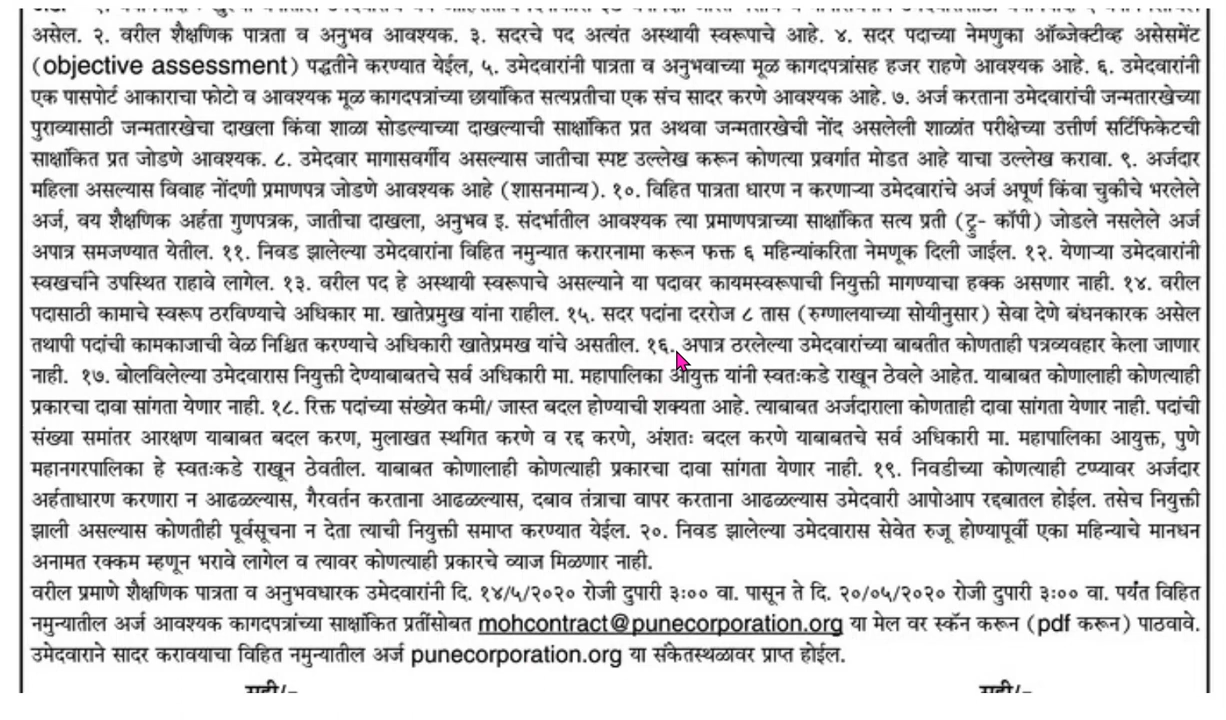 असेल. २. वरील शैक्षणिक पात्रता व अनुभव आवश्यक. ३. सदरचे पद अत्यंत अस्थायी स्वरूपाचे आहे. ४. सदर पदाच्या नेमणुका ऑब्जेक्टीव्ह असेसमेंट
(objective assessment) पद्धतीने करण्यात येईल, ५. उमेदवारांनी पात्रता व अनुभवाच्या मूळ कागदपत्रांसह हजर राहणे आवश्यक आहे. ६. उमेदवारांनी
एक पासपोर्ट आकाराचा फोटो व आवश्यक मूळ कागदपत्रांच्या छायांकित सत्यप्रतीचा एक संच सादर करणे आवश्यक आहे. ७. अर्ज करताना उमेदवारांची जन्मतारखेच्या
पुराव्यासाठी जन्मतारखेचा दाखला किंवा शाळा सोडल्याच्या दाखल्याची साक्षांकित प्रत अथवा जन्मतारखेची नोंद असलेली शाळांत परीक्षेच्या उत्तीर्ण सर्टिफिकेटची
साक्षांकित प्रत जोडणे आवश्यक. ८. उमेदवार मागासवर्गीय असल्यास जातीचा स्पष्ट उल्लेख करून कोणत्या प्रवर्गात मोडत आहे याचा उल्लेख करावा. ९. अर्जदार
महिला असल्यास विवाह नोंदणी प्रमाणपत्र जोडणे आवश्यक आहे (शासनमान्य). १०. विहित पात्रता धारण न करणाऱ्या उमेदवारांचे अर्ज अपूर्ण किंवा चुकीचे भरलेले
अर्ज, वय शैक्षणिक अर्हता गुणपत्रक, जातीचा दाखला, अनुभव इ. संदर्भातील आवश्यक त्या प्रमाणपत्राच्या साक्षांकित सत्य प्रती (ट्रु- कॉपी) जोडले नसलेले अर्ज
अपात्र समजण्यात येतील. ११. निवड झालेल्या उमेदवारांना विहित नमुन्यात करारनामा करून फक्त ६ महिन्यांकरिता नेमणूक दिली जाईल. १२. येणाऱ्या उमेदवारांनी
स्वखर्चाने उपस्थित राहावे लागेल. १३. वरील पद हे अस्थायी स्वरूपाचे असल्याने या पदावर कायमस्वरूपाची नियुक्ती मागण्याचा हक्क असणार नाही. १४. वरील
पदासाठी कामाचे स्वरूप ठरविण्याचे अधिकार मा. खातेप्रमुख यांना राहील. १५. सदर पदांना दररोज ८ तास (रुग्णालयाच्या सोयीनुसार) सेवा देणे बंधनकारक असेल
तथापी पदांची कामकाजाची वेळ निश्चित करण्याचे अधिकारी खातेप्रमख यांचे असतील. १६. अपात्र ठरलेल्या उमेदवारांच्या बाबतीत कोणताही पत्रव्यवहार केला जाणार
नाही. १७. बोलविलेल्या उमेदवारास नियुक्ती देण्याबाबतचे सर्व अधिकारी मा. महापालिका आयुक्त यांनी स्वतःकडे राखून ठेवले आहेत. याबाबत कोणालाही कोणत्याही
प्रकारचा दावा सांगता येणार नाही. १८. रिक्त पदांच्या संख्येत कमी/ जास्त बदल होण्याची शक्यता आहे. त्याबाबत अर्जदाराला कोणताही दावा सांगता येणार नाही. पदांची
संख्या समांतर आरक्षण याबाबत बदल करण, मुलाखत स्थगित करणे व रद्द करणे, अंशतः बदल करणे याबाबतचे सर्व अधिकारी मा. महापालिका आयुक्त, पुणे
महानगरपालिका हे स्वतःकडे राखून ठेवतील. याबाबत कोणालाही कोणत्याही प्रकारचा दावा सांगता येणार नाही. १९. निवडीच्या कोणत्याही टप्प्यावर अर्जदार
अर्हताधारण करणारा न आढळल्यास, गैरवर्तन करताना आढळल्यास, दबाव तंत्राचा वापर करताना आढळल्यास उमेदवारी आपोआप रद्दबातल होईल. तसेच नियुक्ती
झाली असल्यास कोणतीही पूर्वसूचना न देता त्याची नियुक्ती समाप्त करण्यात येईल. २०. निवड झालेल्या उमेदवारास सेवेत रुजू होण्यापूर्वी एका महिन्याचे मानधन
अनामत रक्कम म्हणून भरावे लागेल व त्यावर कोणत्याही प्रकारचे व्याज मिळणार नाही.
वरील प्रमाणे शैक्षणिक पात्रता व अनुभवधारक उमेदवारांनी दि. १४/५/२०२० रोजी दुपारी ३:०० वा. पासून ते दि. २०/०५/२०२० रोजी दुपारी ३:०० वा. पर्यंत विहित
नमुन्यातील अर्ज आवश्यक कागदपत्रांच्या साक्षांकित प्रतींसोबत mohcontract@punecorporation.org या मेल वर स्कॅन करून (pdf करून) पाठवावे.
उमेदवाराने सादर करावयाचा विहित नमुन्यातील अर्ज punecorporation.org या संकेतस्थळावर प्राप्त होईल.